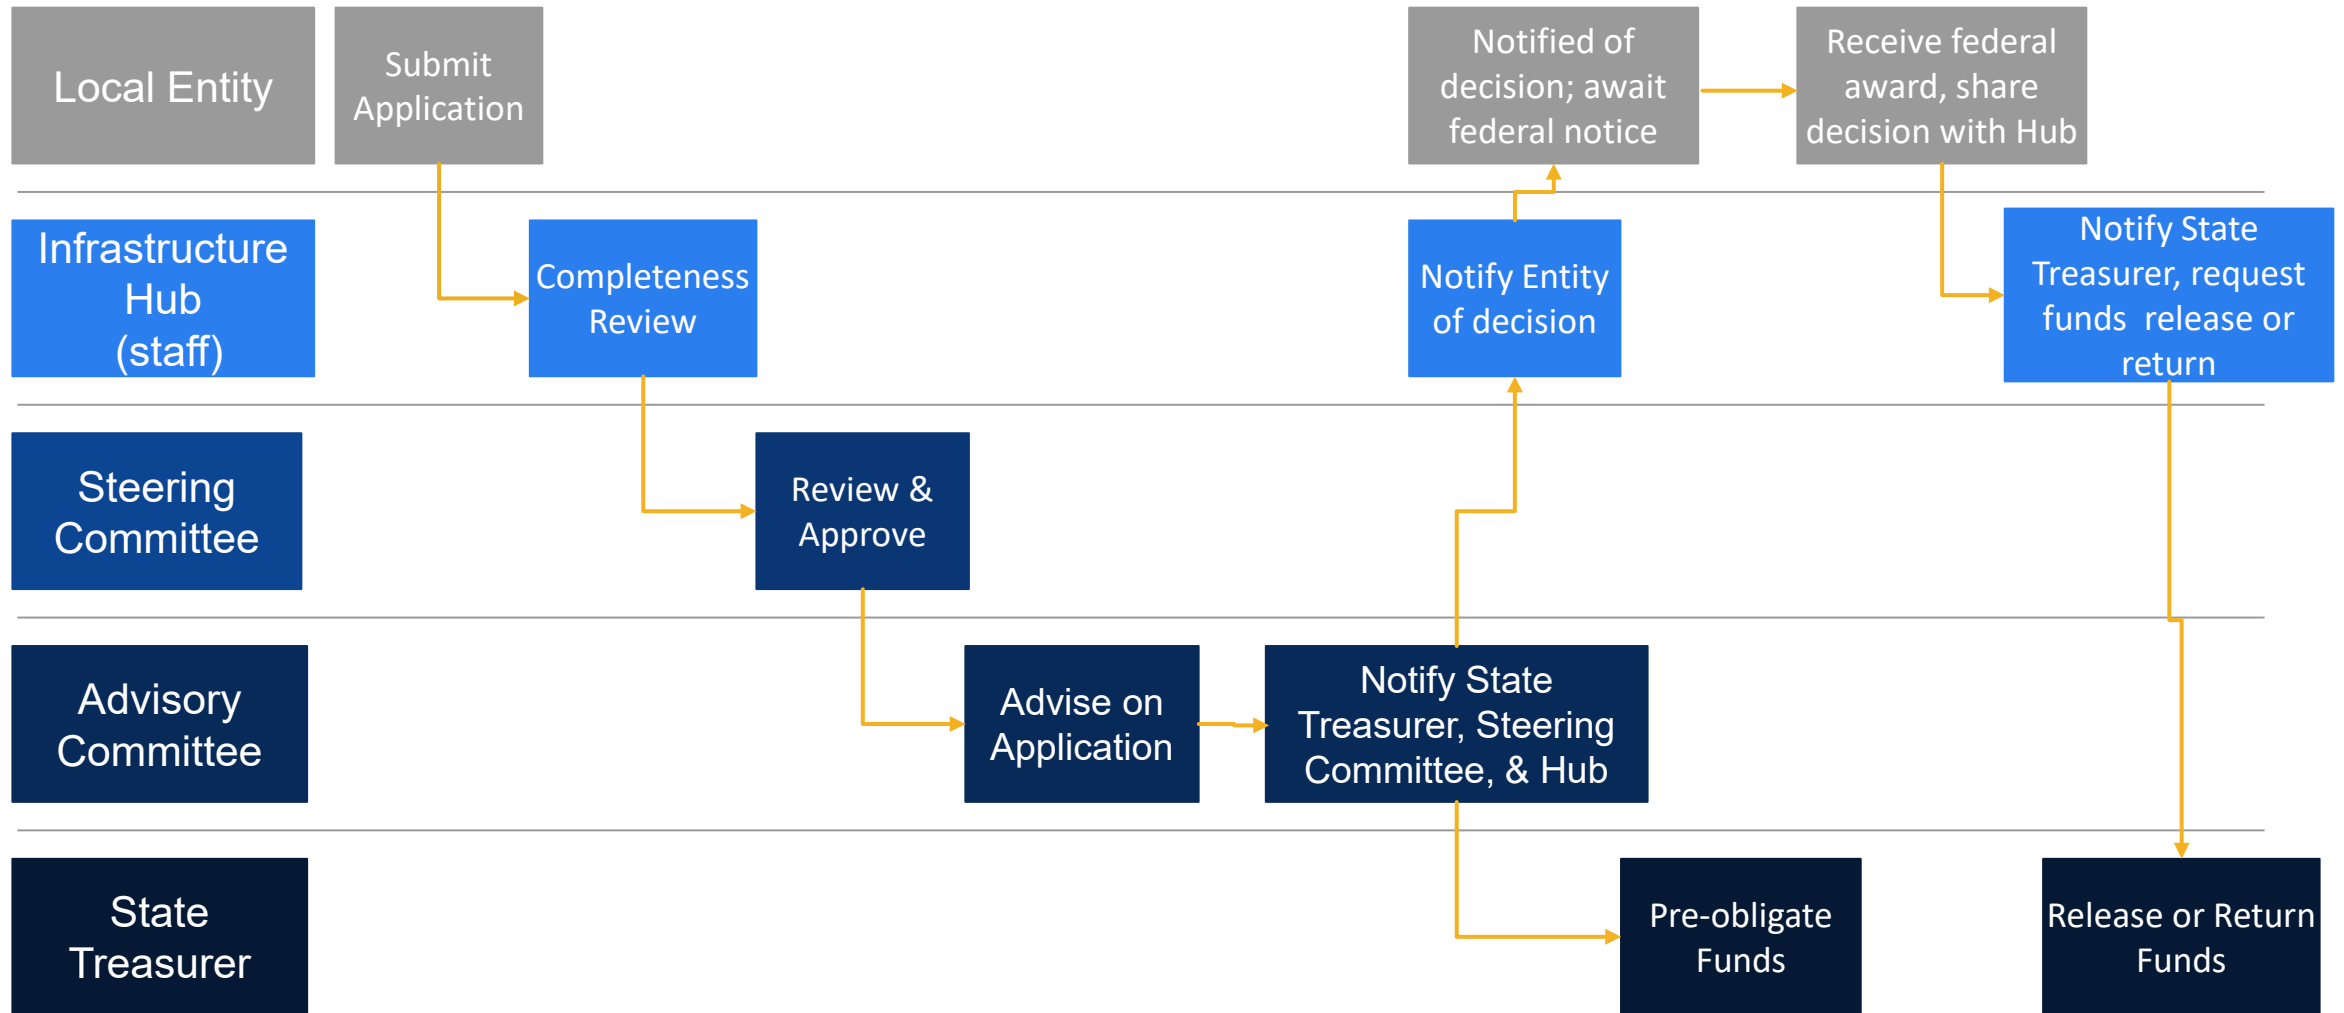 Local Entity
Submit
Application
Notified of
decision; await
federal notice
Receive federal
award, share
decision with Hub
Infrastructure
Hub
(staff)
Completeness
Review
Notify Entity
of decision
Notify State
Treasurer, request
funds release or
return
Steering
Committee
Review &
Approve
Advisory
Committee
Advise on
Application
Notify State
Treasurer, Steering
Committee, & Hub
State
Treasurer
Pre-obligate
Funds
Release or Return
Funds